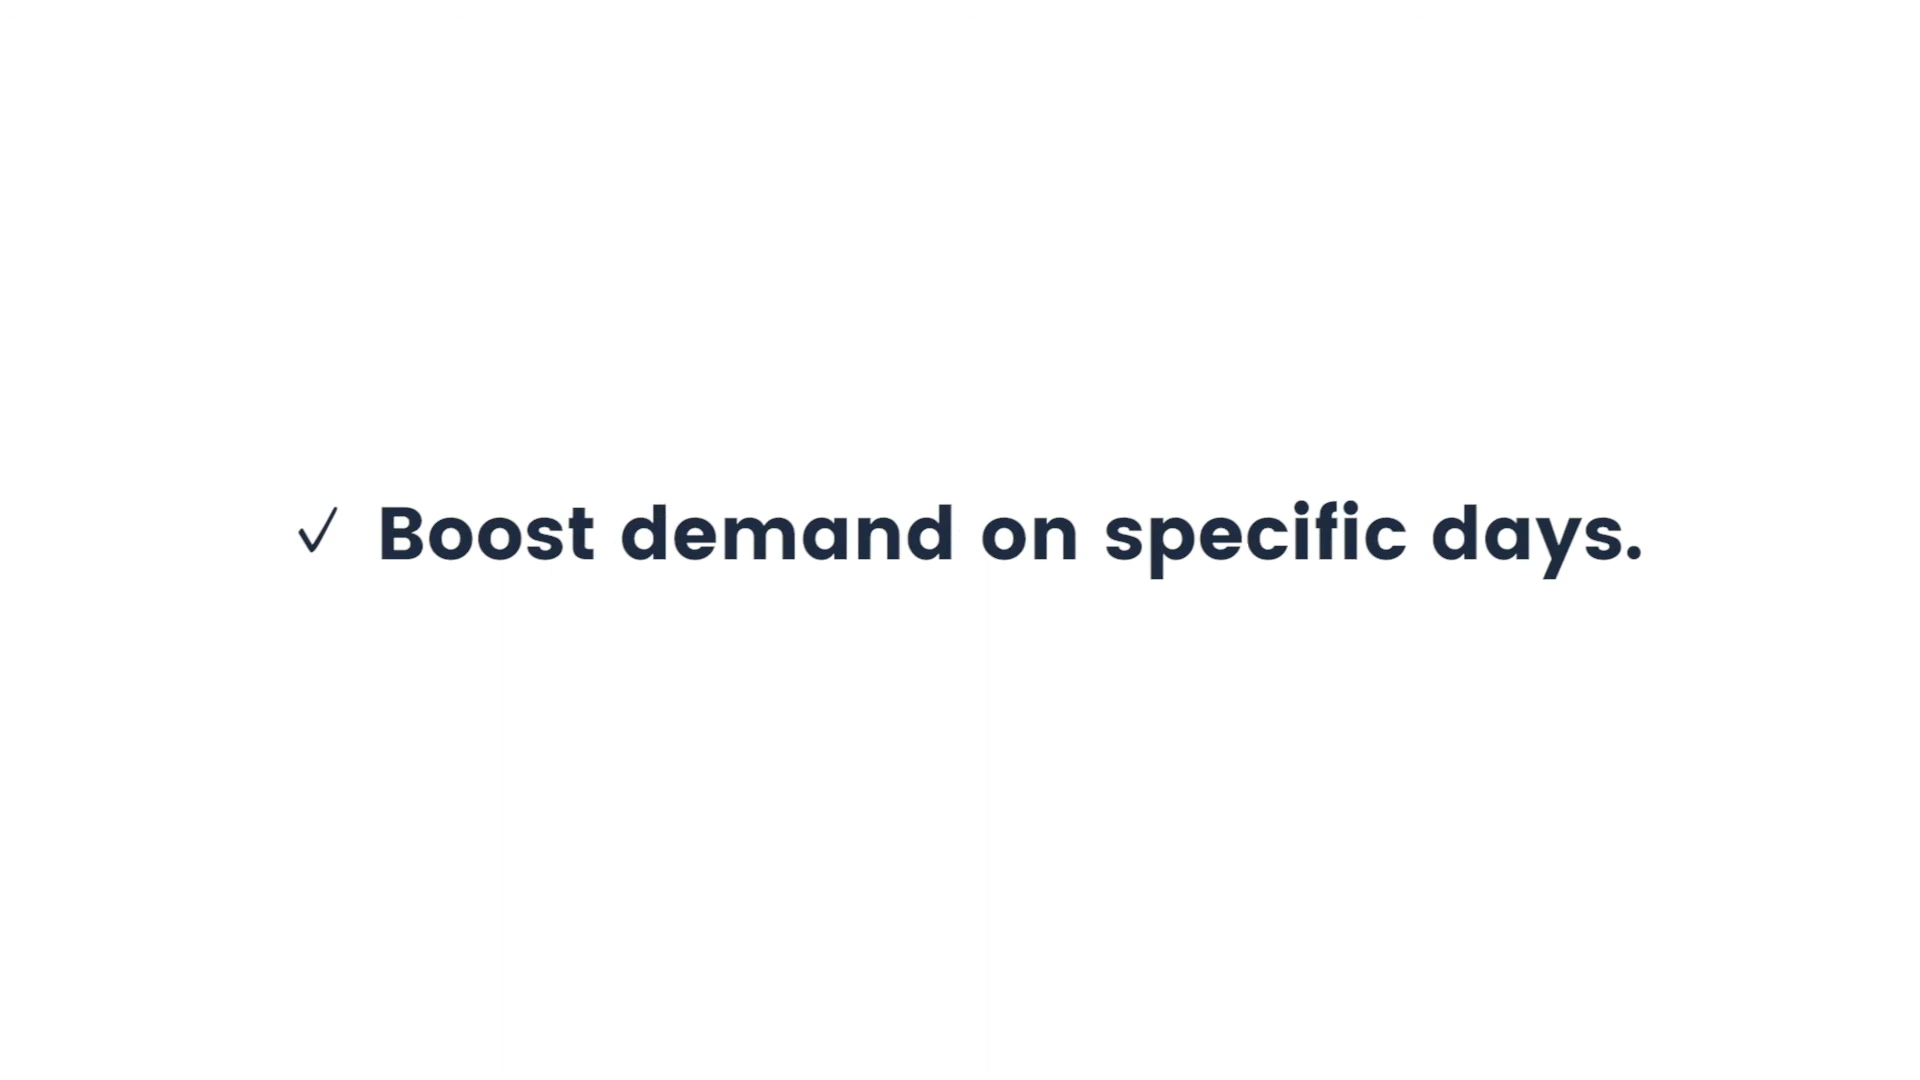 ✓ Boost demand on specific days.